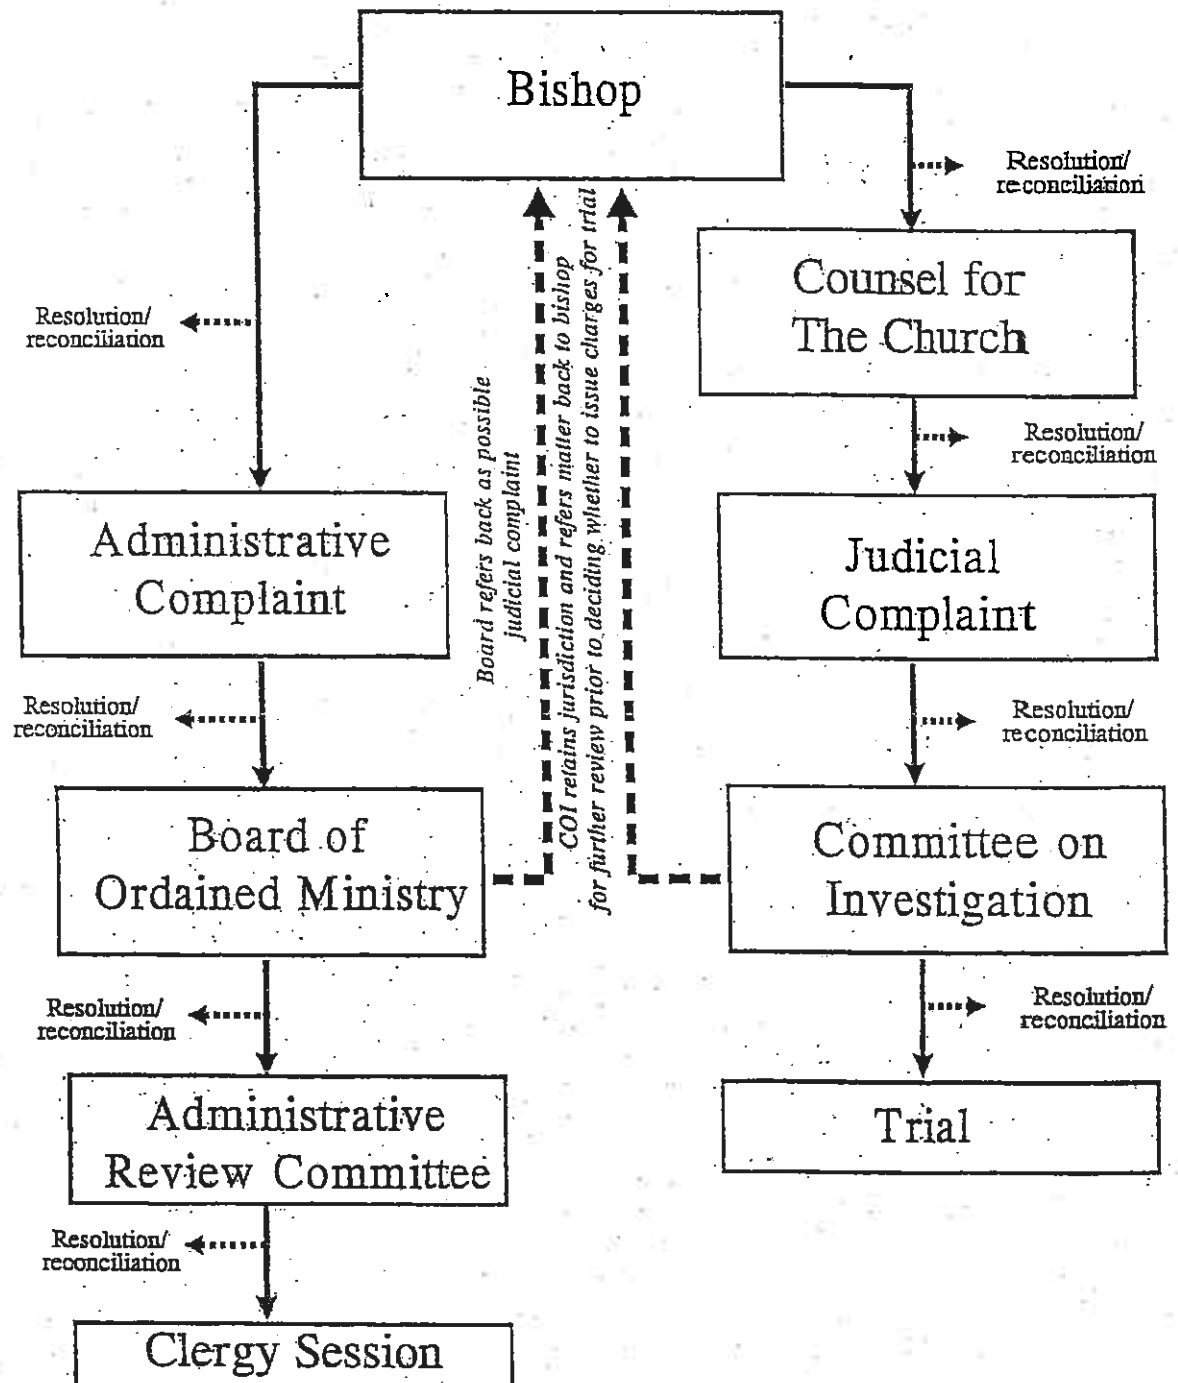 Bishop
Resolution/
reconciliation
Counsel for
The Church
Resolution/
reconciliation
Resolution/
reconciliation
Board refers back as possible
judicial complaint
COI retains jurisdiction and refers matter back to bishop
for further review prior to deciding whether to issue charges for trial
Administrative
Complaint
Judicial
Complaint
Resolution/
reconciliation
Resolution/
reconciliation
Board of
Ordained Ministry
Committee on
Investigation
Resolution/
reconciliation
Resolution/
reconciliation
Administrative
Review Committee
Trial
Resolution/
reconciliation
Clergy Session